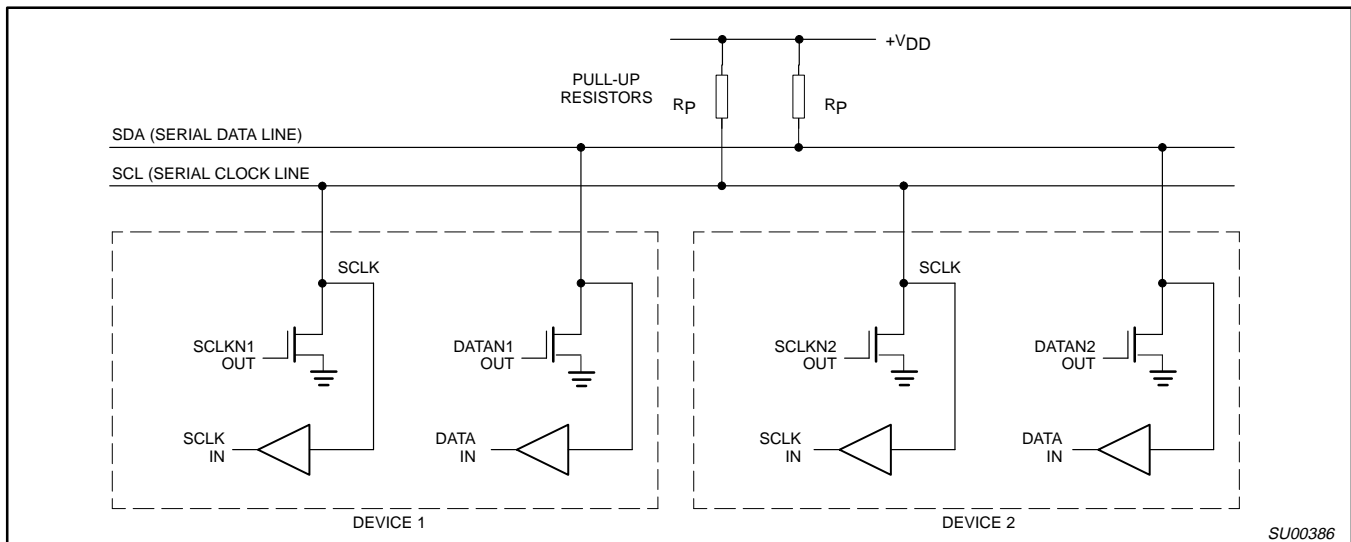 +VDD
PULL-UP
RESISTORS
RP
RP
SDA (SERIAL DATA LINE)
SCL (SERIAL CLOCK LINE
SCLK
SCLK
SCLKN1
OUT
DATAN1
OUT
SCLKN2
OUT
DATAN2
OUT
SCLK
IN
DATA
IN
SCLK
IN
DATA
IN
DEVICE 1
DEVICE 2
SU00386